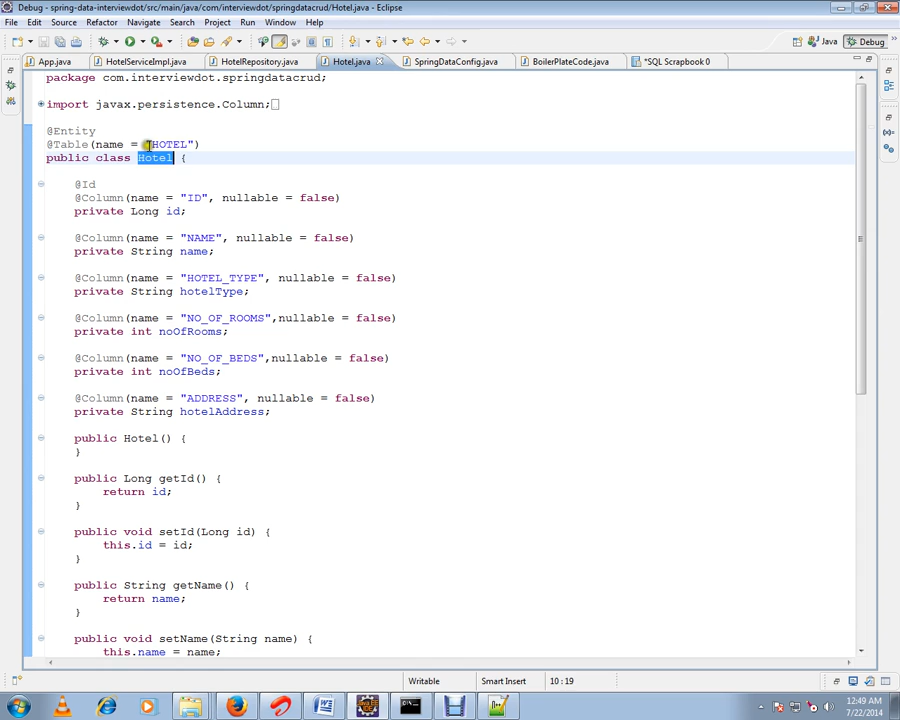 Debug - spring-data-interviewdot/src/main/java/com/interviewdot/springdatacrud/Hotel.java - Eclipse
File Edit Source Refactor Navigate Search Project Run Window Help
Java Debug
App.java HotelServiceImpl.java HotelRepository.java Hotel.java SpringDataConfig.java BoilerPlateCode.java *SQL Scrapbook 0
package com.interviewdot.springdatacrud;
import javax.persistence.Column;
@Entity
@Table(name = "HOTEL")
public class Hotel {
@Id
@Column(name = "ID", nullable = false)
private Long id;
@Column(name = "NAME", nullable = false)
private String name;
@Column(name = "HOTEL_TYPE", nullable = false)
private String hotelType;
@Column(name = "NO_OF_ROOMS",nullable = false)
private int noOfRooms;
@Column(name = "NO_OF_BEDS",nullable = false)
private int noOfBeds;
@Column(name = "ADDRESS", nullable = false)
private String hotelAddress;
public Hotel() {
}
public Long getId() {
return id;
}
public void setId(Long id) {
this.id = id;
}
public String getName() {
return name;
}
public void setName(String name) {
this.name = name;
Writable Smart Insert 10 : 19
12:49 AM
7/22/2014